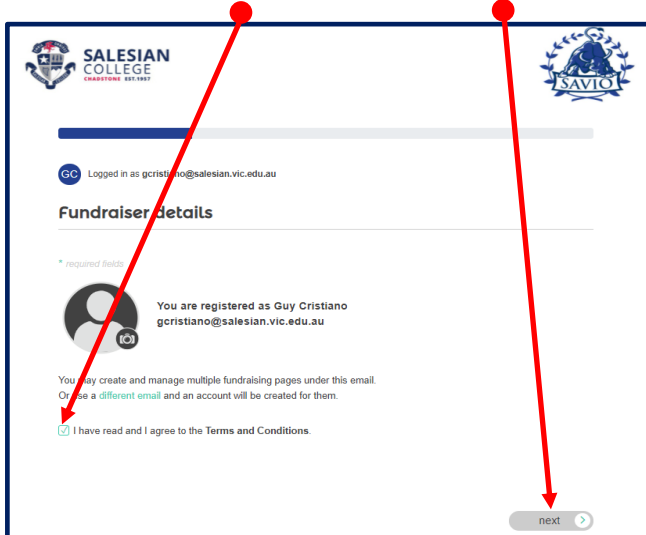 SALESIAN
COLLEGE
CHADSTONE EST.1957
SAVIO
GC Logged in as gcristiano@salesian.vic.edu.au
Fundraiser details
* required fields
You are registered as Guy Cristiano
gcristiano@salesian.vic.edu.au
You may create and manage multiple fundraising pages under this email.
Or use a different email and an account will be created for them.
I have read and I agree to the Terms and Conditions.
next